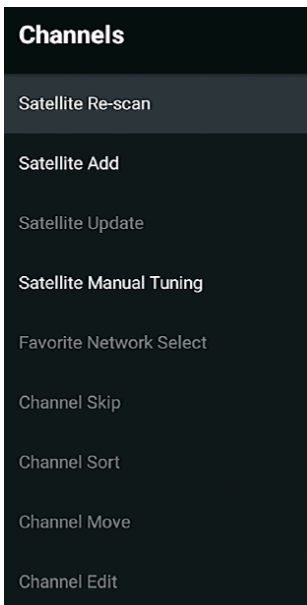 Channels
Satellite Re-scan
Satellite Add
Satellite Update
Satellite Manual Tuning
Favorite Network Select
Channel Skip
Channel Sort
Channel Move
Channel Edit